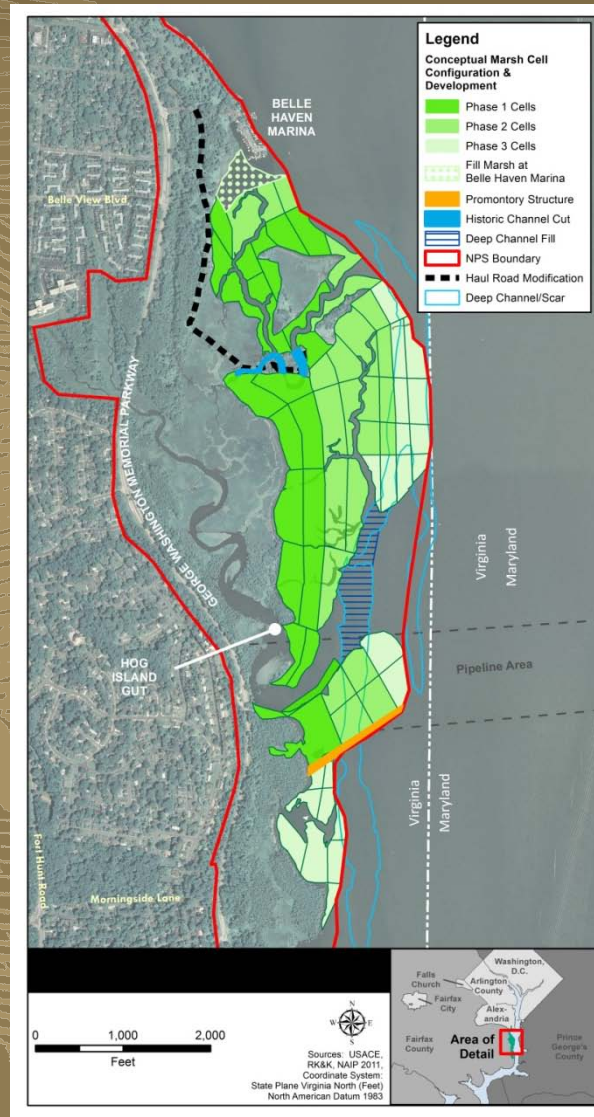 Legend
Conceptual Marsh Cell
Configuration &
Development
Phase 1 Cells
Phase 2 Cells
Phase 3 Cells
Fill Marsh at
Belle Haven Marina
Promontory Structure
Historic Channel Cut
Deep Channel Fill
NPS Boundary
Haul Road Modification
Deep Channel/Scar
BELLE
HAVEN
MARINA
Belle View Blvd
GEORGE WASHINGTON MEMORIAL PARKWAY
Virginia
Maryland
HOG
ISLAND
GUT
Pipeline Area
Virginia
Maryland
Fort Hunt Road
Morningside Lane
0 1,000 2,000
Feet
N
W E
S
Sources: USACE,
RK&K, NAIP 2011,
Coordinate System:
State Plane Virginia North (Feet)
North American Datum 1983
Washington,
D.C.
Falls
Church
Arlington
County
Fairfax
City
Alex-
andria
Fairfax
County
Area of
Detail
Prince
George's
County